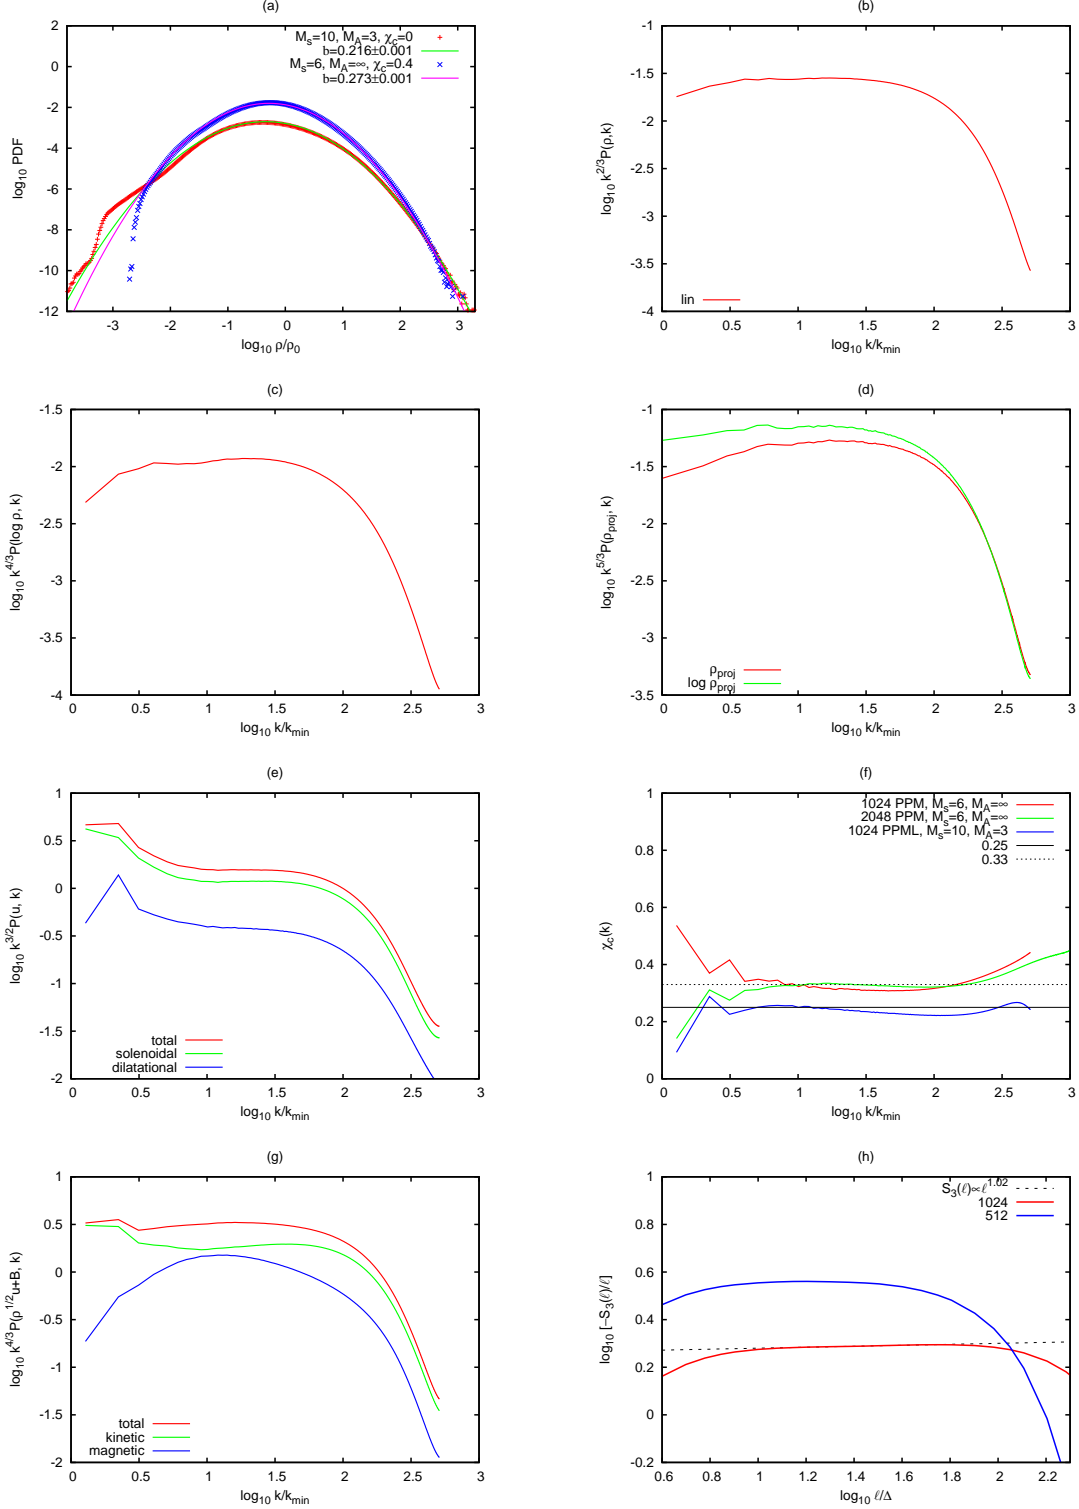 (a)
2
0
-2
-4
-6
-8
-10
-12
-3
-2
-1
0
1
2
3
log10 PDF
log10 ρ/ρ0
Ms=10, MA=3, χc=0
b=0.216±0.001
Ms=6, MA=∞, χc=0.4
b=0.273±0.001
(b)
-1
-1.5
-2
-2.5
-3
-3.5
-4
0
0.5
1
1.5
2
2.5
3
log10 k^2/3P(ρ,k)
log10 k/kmin
lin
(c)
-1.5
-2
-2.5
-3
-3.5
-4
0
0.5
1
1.5
2
2.5
3
log10 k^4/3P(log ρ, k)
log10 k/kmin
(d)
-1
-1.5
-2
-2.5
-3
-3.5
0
0.5
1
1.5
2
2.5
3
log10 k^5/3P(ρproj, k)
log10 k/kmin
ρproj
log ρproj
(e)
1
0.5
0
-0.5
-1
-1.5
-2
0
0.5
1
1.5
2
2.5
3
log10 k^3/2P(u, k)
log10 k/kmin
total
solenoidal
dilatational
(f)
1
0.8
0.6
0.4
0.2
0
0
0.5
1
1.5
2
2.5
3
χc(k)
log10 k/kmin
1024 PPM, Ms=6, MA=∞
2048 PPM, Ms=6, MA=∞
1024 PPML, Ms=10, MA=3
0.25
0.33
(g)
1
0.5
0
-0.5
-1
-1.5
-2
0
0.5
1
1.5
2
2.5
3
log10 k^4/3P(ρ^1/2u+B, k)
log10 k/kmin
total
kinetic
magnetic
(h)
1
0.8
0.6
0.4
0.2
0
-0.2
0.6
0.8
1
1.2
1.4
1.6
1.8
2
2.2
log10 [-S3(ℓ)/ℓ]
log10 ℓ/Δ
S3(ℓ)∝ℓ^1.02
1024
512